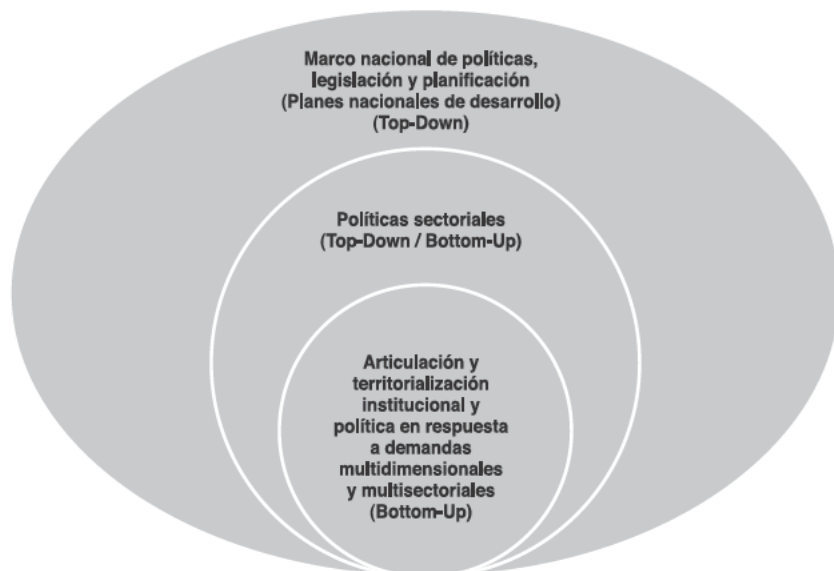 Marco nacional de políticas,
legislación y planificación
(Planes nacionales de desarrollo)
(Top-Down)
Políticas sectoriales
(Top-Down / Bottom-Up)
Articulación y
territorialización
institucional y
política en respuesta
a demandas
multidimensionales
y multisectoriales
(Bottom-Up)